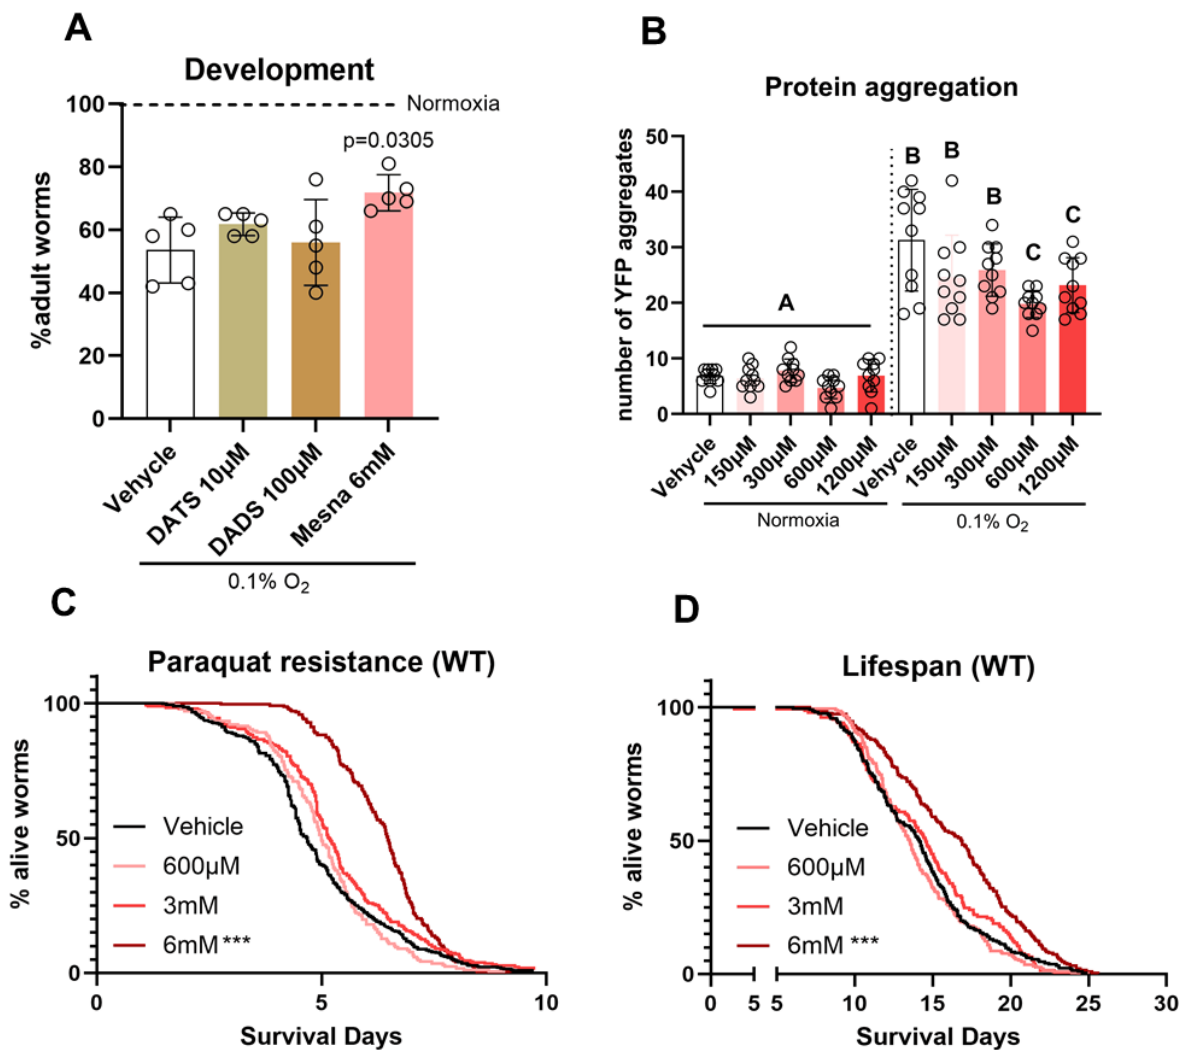 A
Development
100
80
60
40
20
0
%adult worms
Normoxia
p=0.0305
Vehycle
DATS 10µM
DADS 100µM
Mesna 6mM
0.1% O₂
B
Protein aggregation
50
40
30
20
10
0
number of YFP aggregates
A
B
B
B
C
C
Vehycle
150µM
300µM
600µM
1200µM
Vehycle
150µM
300µM
600µM
1200µM
Normoxia
0.1% O₂
C
Paraquat resistance (WT)
100
50
0
% alive worms
Vehicle
600µM
3mM
6mM ***
0
5
10
Survival Days
D
Lifespan (WT)
100
50
0
% alive worms
Vehicle
600µM
3mM
6mM ***
0
5
5
10
15
20
25
30
Survival Days